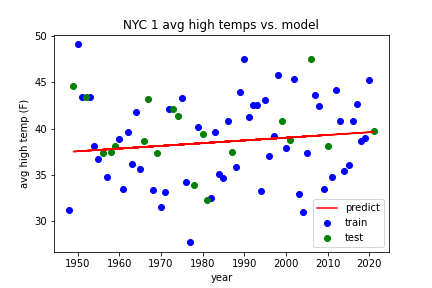 NYC 1 avg high temps vs. model
50
45
40
35
30
avg high temp (F)
1950 1960 1970 1980 1990 2000 2010 2020
year
predict
train
test